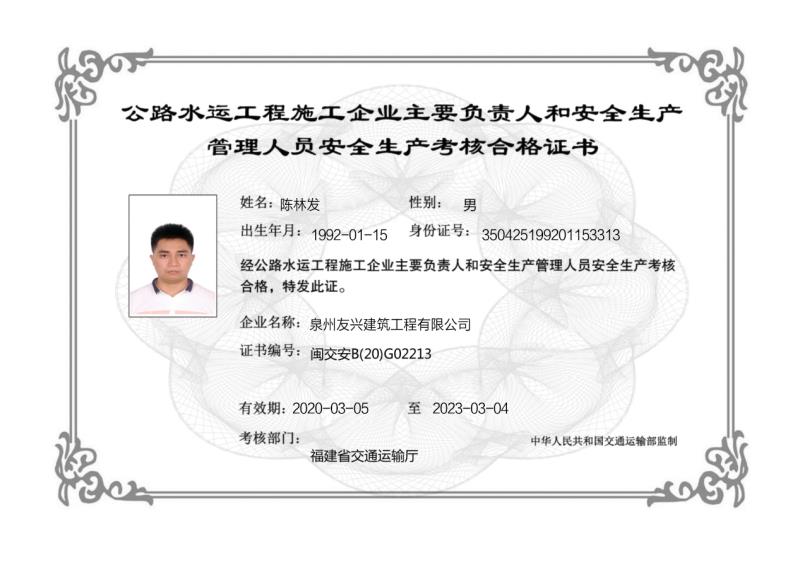 公路水运工程施工企业主要负责人和安全生产
管理人员安全生产考核合格证书
姓名：陈林发 性别：男
出生年月：1992-01-15 身份证号：350425199201153313
经公路水运工程施工企业主要负责人和安全生产管理人员安全生产考核
合格，特发此证。
企业名称：泉州友兴建筑工程有限公司
证书编号：闽交安B(20)G02213
有效期：2020-03-05 至 2023-03-04
考核部门：
福建省交通运输厅
中华人民共和国交通运输部监制